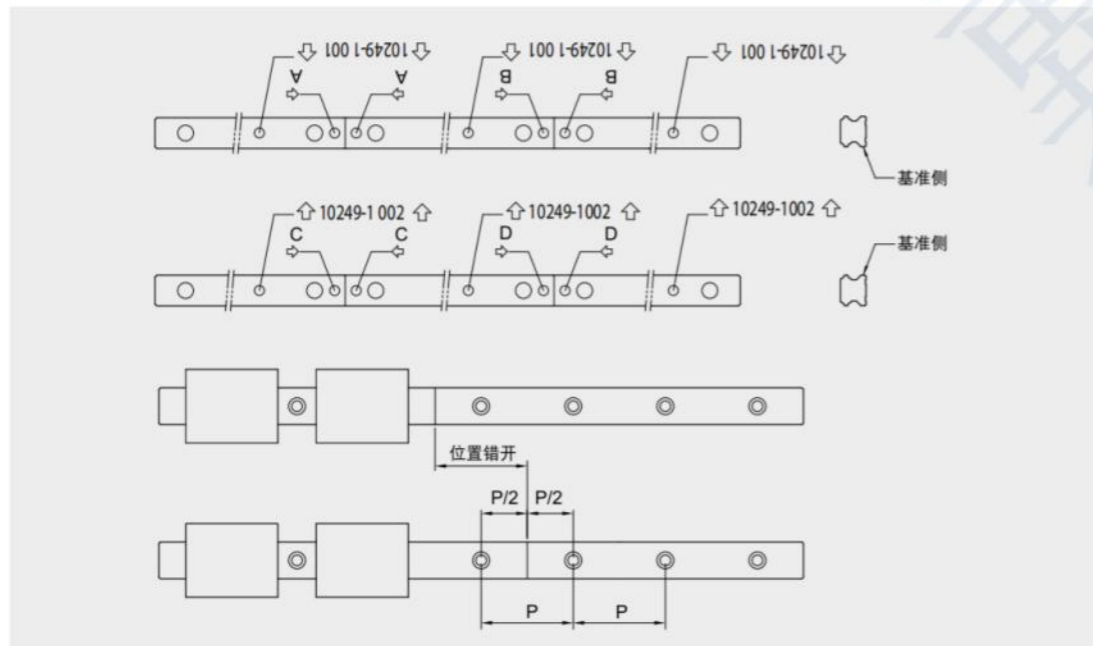 ⇩ 10249-1 001 ⇩ ⇩ 10249-1 001 ⇩ ⇩ 10249-1 001 ⇩
A A B B
基准侧
⇧ 10249-1 002 ⇧ ⇧ 10249-1002 ⇧ ⇧ 10249-1002 ⇧
C C D D
基准侧
位置错开
P/2 P/2
P P